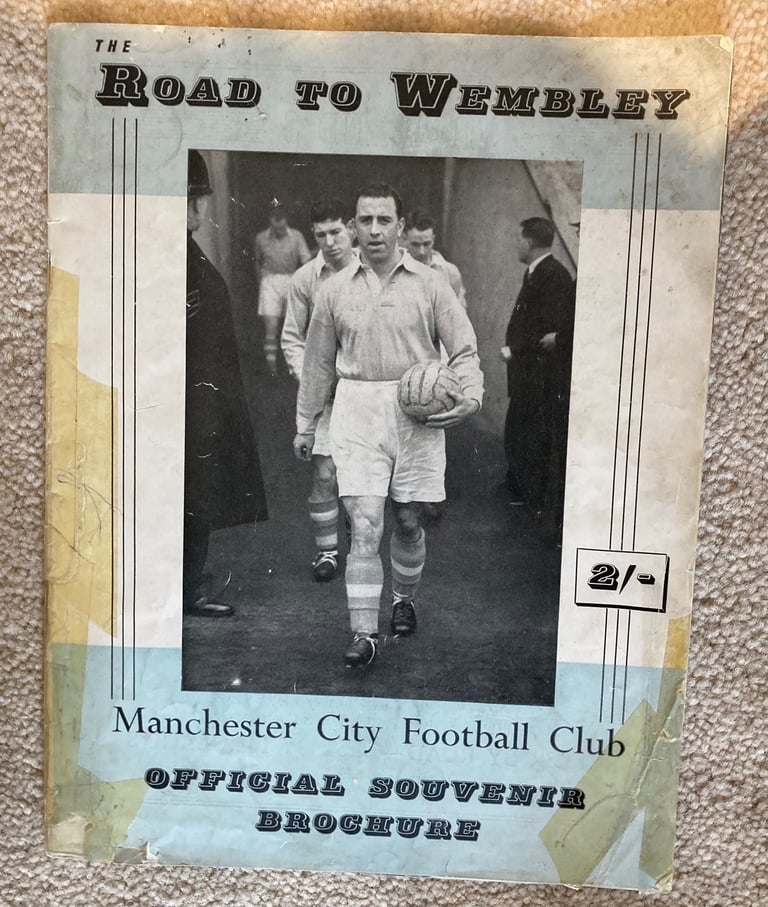 THE
ROAD TO WEMBLEY
2/-
Manchester City Football Club
OFFICIAL SOUVENIR
BROCHURE